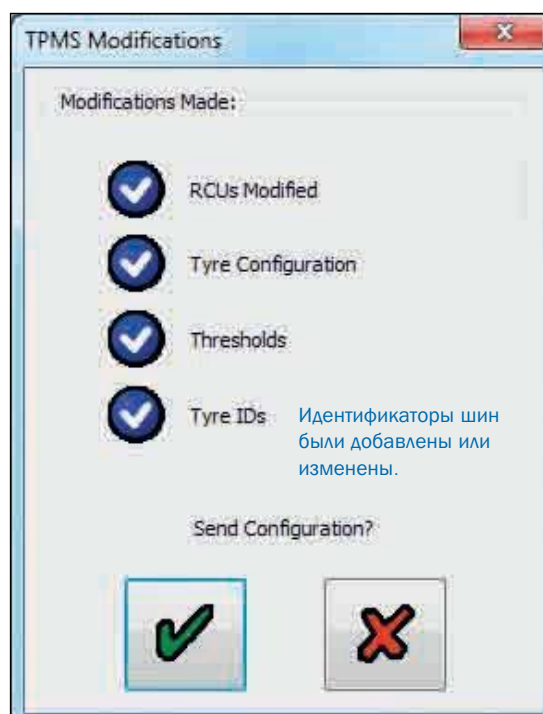 TPMS Modifications
Modifications Made:
RCUs Modified
Tyre Configuration
Thresholds
Tyre IDs
Идентификаторы шин
были добавлены или
изменены.
Send Configuration?